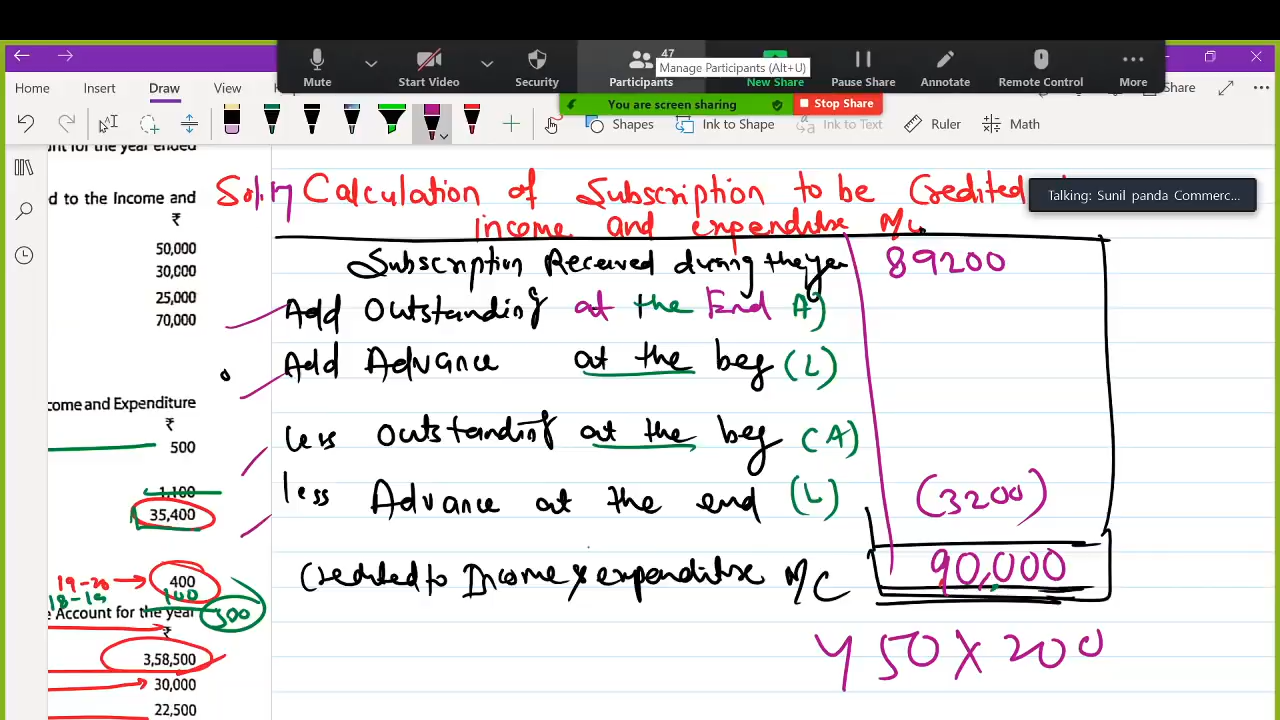 47
Mute
Start Video
Security
Participants
Manage Participants (Alt+U)
New Share
Pause Share
Annotate
Remote Control
More
You are screen sharing
Stop Share
Home Insert Draw View
Share
Shapes
Ink to Shape
Ink to Text
Ruler
Math
Talking: Sunil panda Commerc...
nt for the year ended
d to the Income and
₹
50,000
30,000
25,000
70,000
come and Expenditure
₹
500
1,100
35,400
19-20 → 400
18-19 100
300
e Account for the year
₹
3,58,500
30,000
22,500
Sol.17 Calculation of Subscription to be Credited
income and expenditure A/c
Subscription Received during the year 89200
Add Outstanding at the End A)
Add Advance at the beg (L)
less Outstanding at the beg (A)
less Advance at the end (L) (3200)
Credited to Income & expenditure A/C 90,000
450 X 200